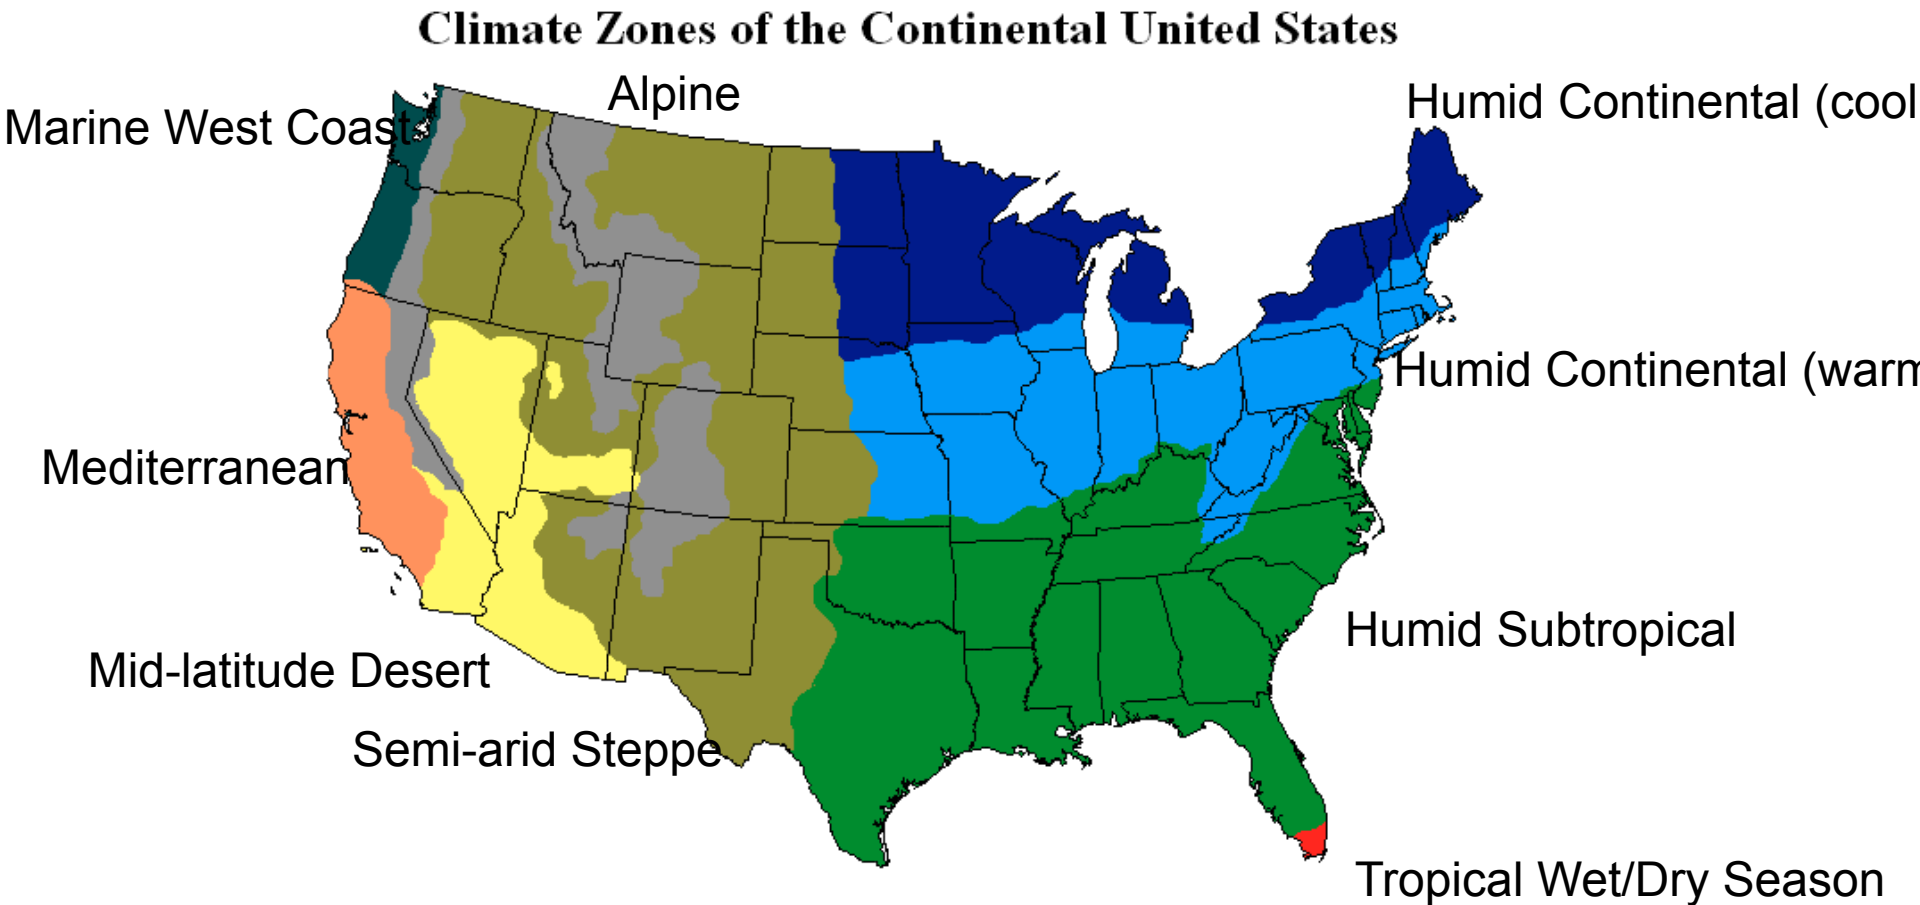 Climate Zones of the Continental United States
Alpine
Humid Continental (cool
Marine West Coast
Humid Continental (warm
Mediterranean
Humid Subtropical
Mid-latitude Desert
Semi-arid Steppe
Tropical Wet/Dry Season